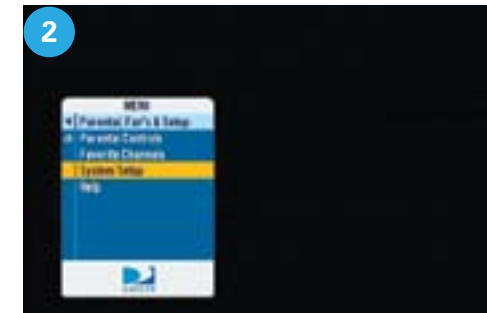 2
MENU
Parental, Fav's & Setup
Parental Controls
Favorite Channels
System Setup
Help